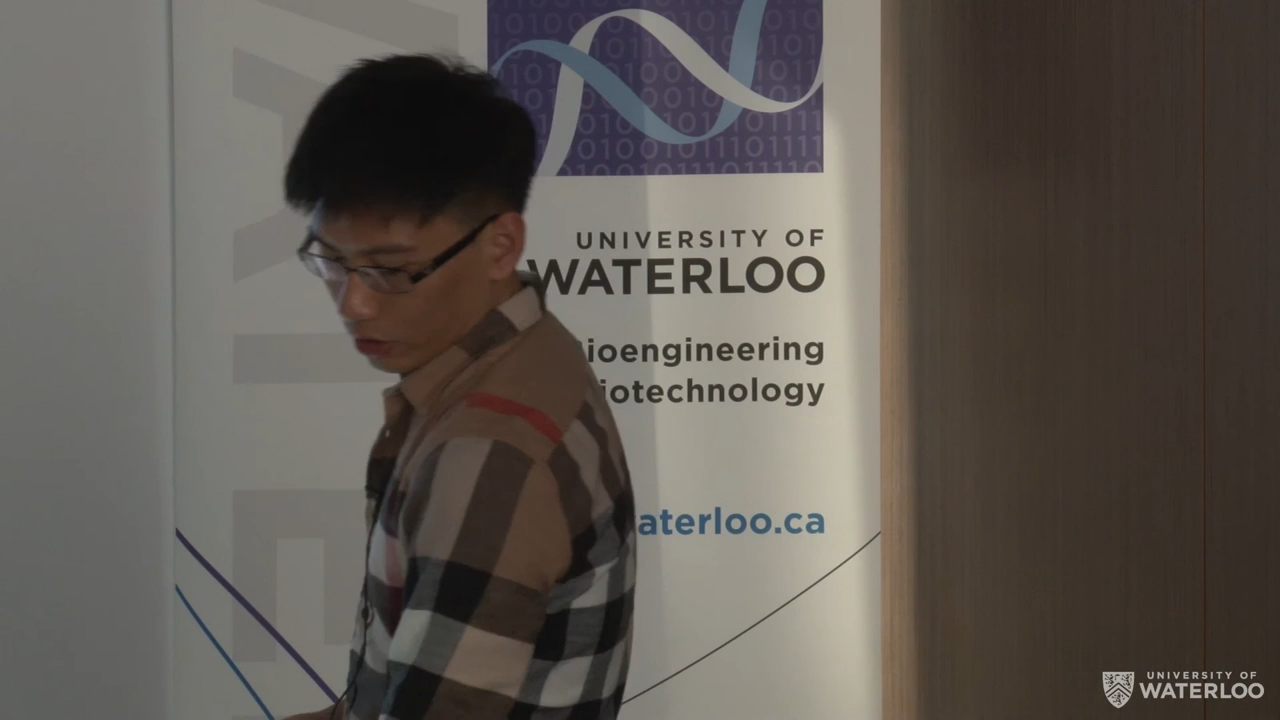 UNIVERSITY OF
WATERLOO
ioengineering
iotechnology
aterloo.ca
UNIVERSITY OF
WATERLOO